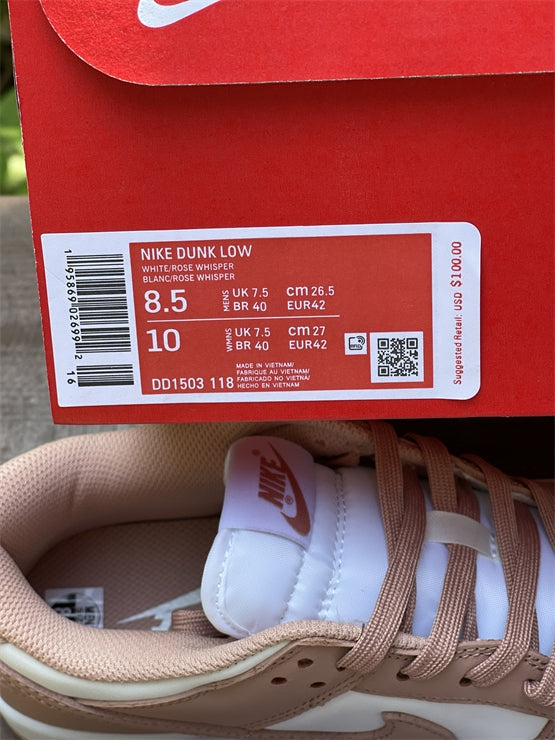 NIKE DUNK LOW
WHITE/ROSE WHISPER
BLANC/ROSE WHISPER
8.5 MENS UK 7.5 cm 26.5
BR 40 EUR42
10 WMNS UK 7.5 cm 27
BR 40 EUR42
DD1503 118
MADE IN VIETNAM/
FABRIQUE AU VIETNAM/
FABRICADO NO VIETNAM/
HECHO EN VIETNAM
1 95869 02699 2
16
Suggested Retail: USD $100.00
NIKE
®